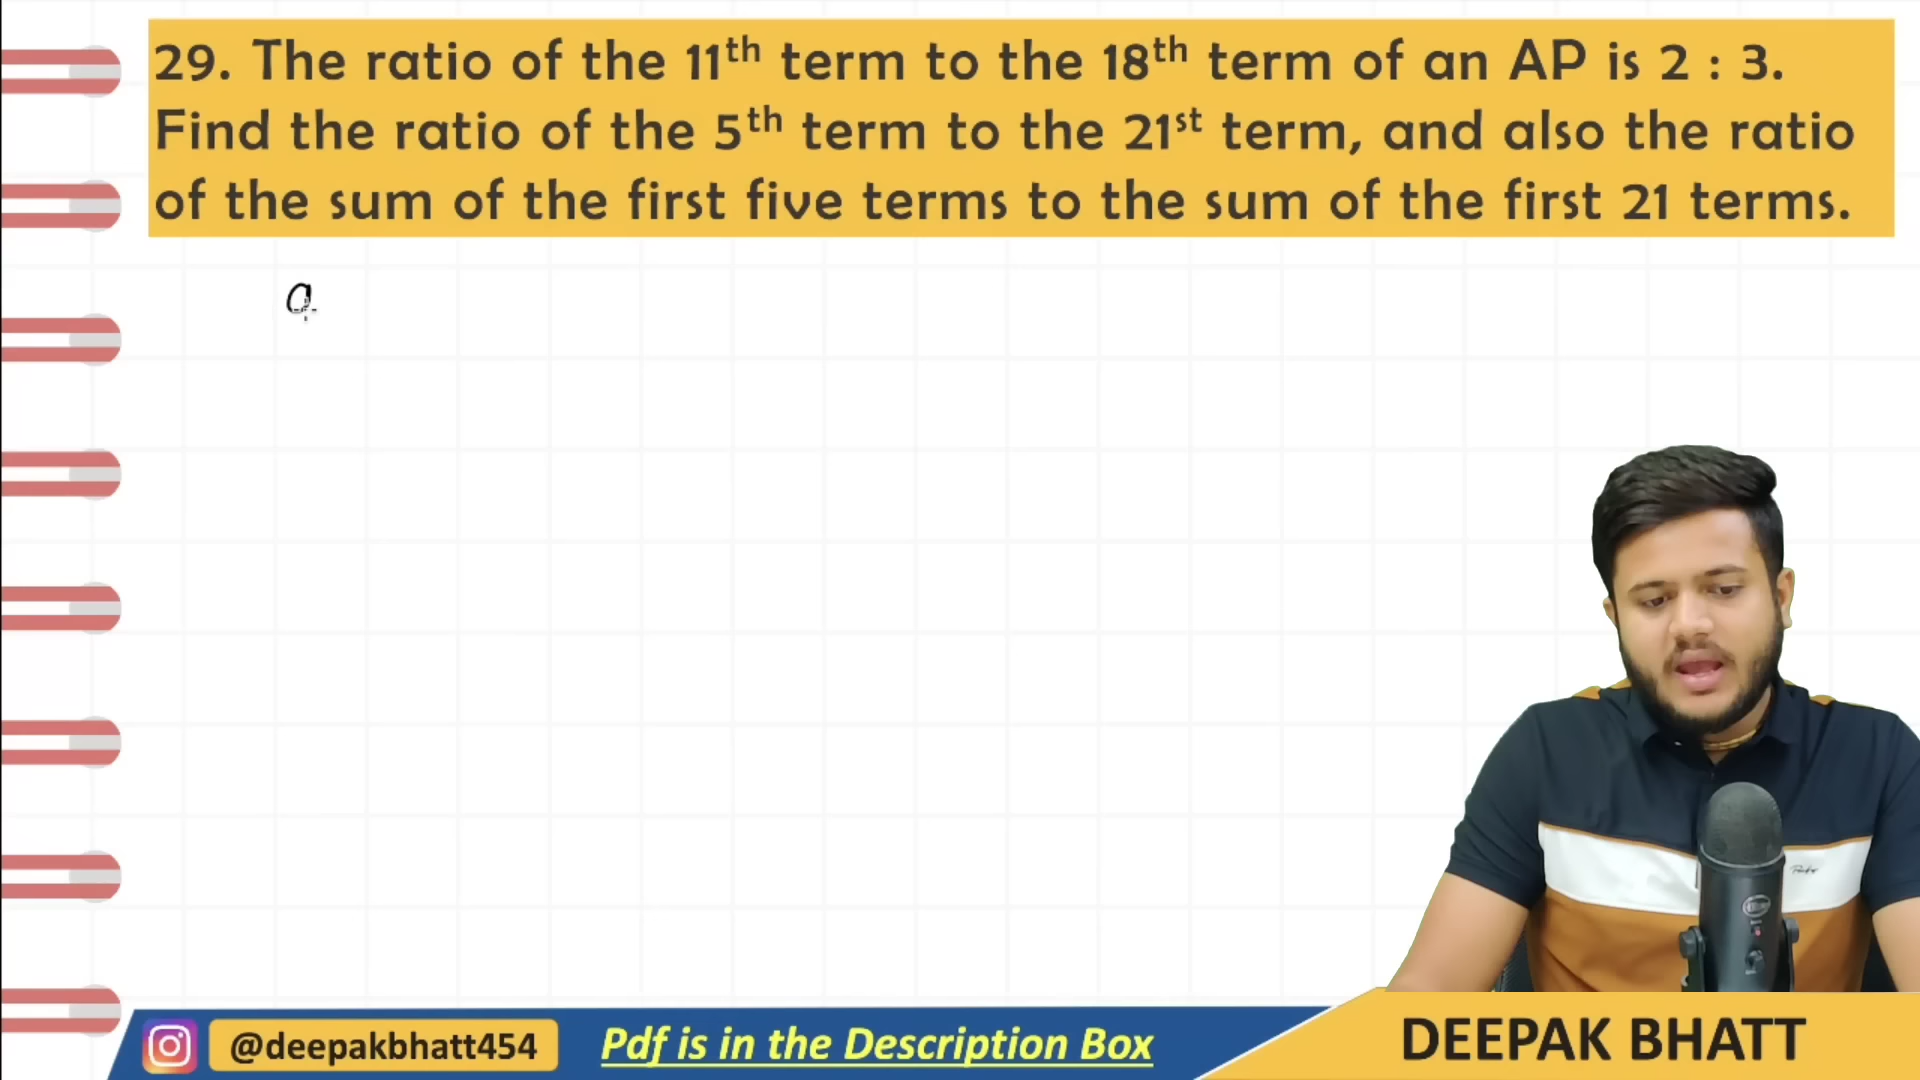 29. The ratio of the 11th term to the 18th term of an AP is 2 : 3.
Find the ratio of the 5th term to the 21st term, and also the ratio
of the sum of the first five terms to the sum of the first 21 terms.
a
@deepakbhatt454
Pdf is in the Description Box
DEEPAK BHATT